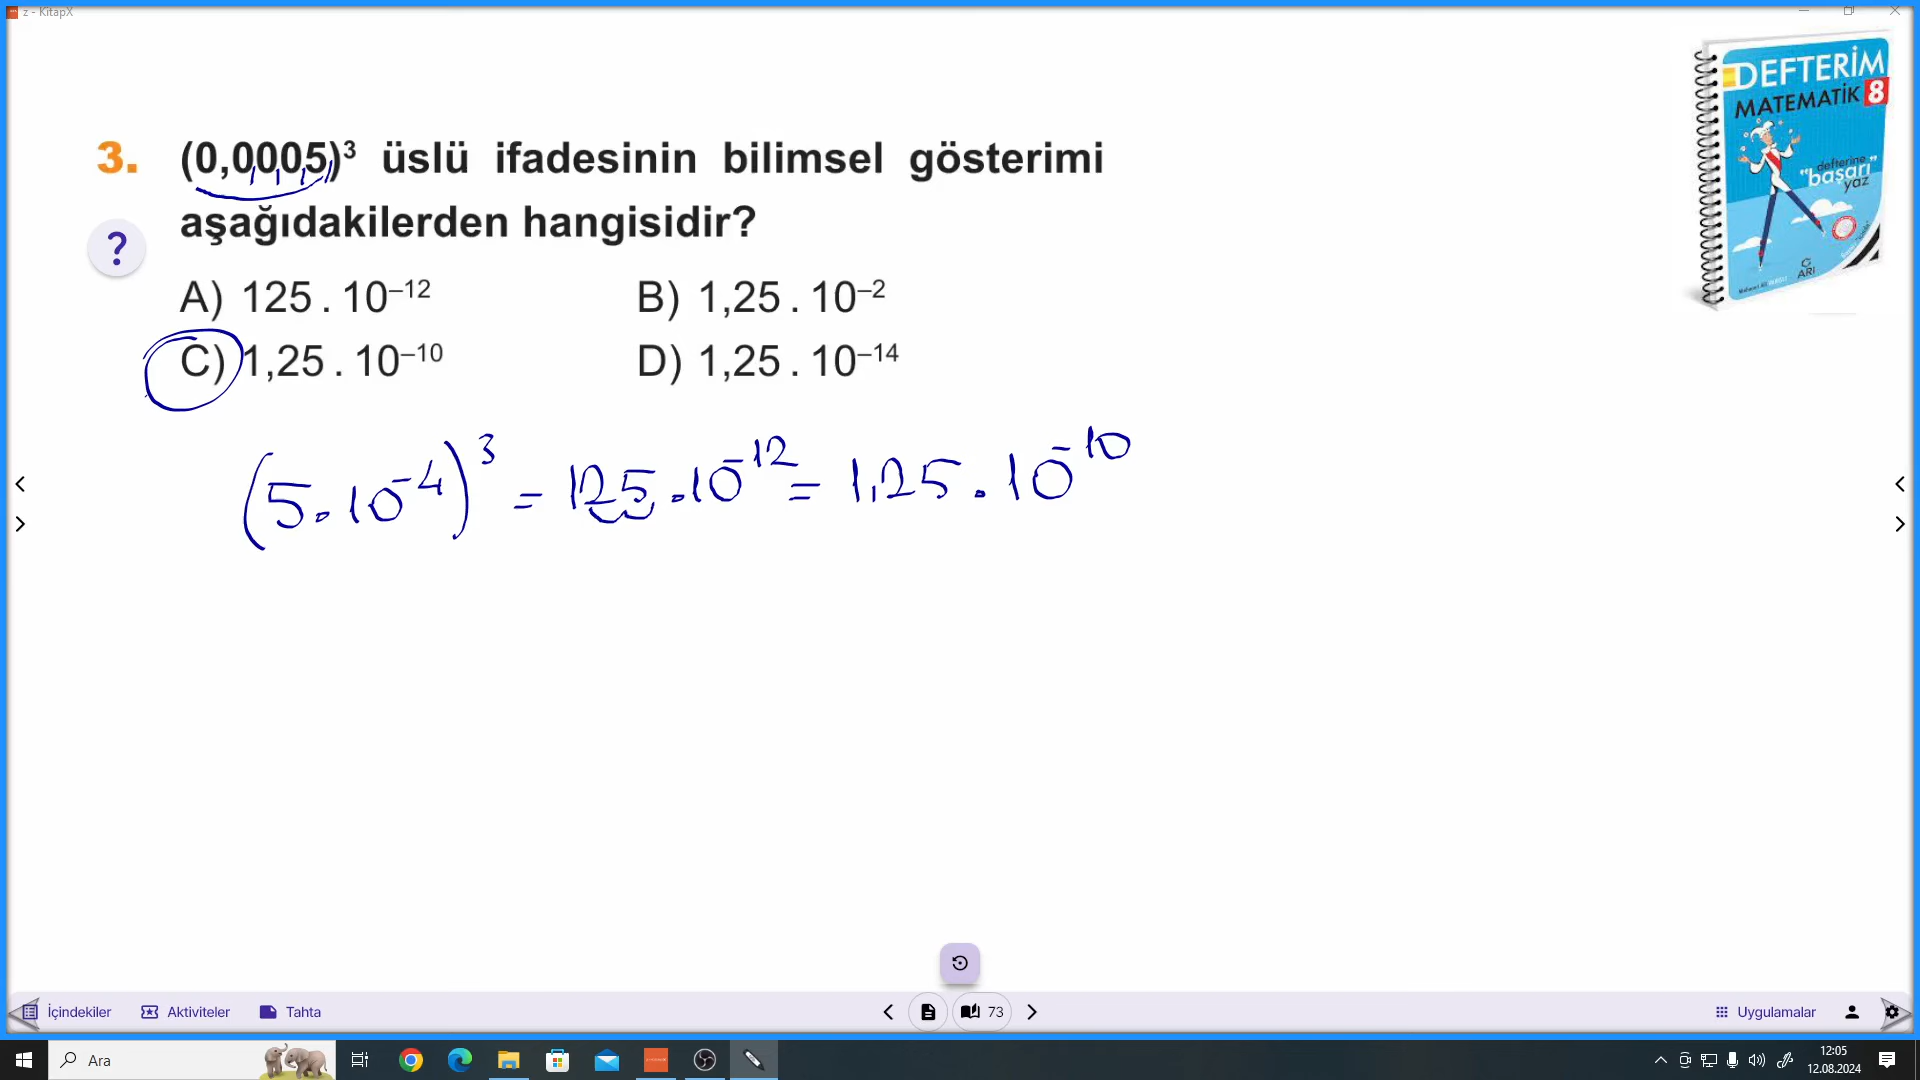 z - KitapX
DEFTERİM
MATEMATİK 8
defterine
"başarı"
yaz
ARI
3. (0,0005)³ üslü ifadesinin bilimsel gösterimi
aşağıdakilerden hangisidir?
?
A) 125 . 10⁻¹² B) 1,25 . 10⁻²
C) 1,25 . 10⁻¹⁰ D) 1,25 . 10⁻¹⁴
(5.10⁻⁴)³ = 125.10⁻¹² = 1,25.10⁻¹⁰
İçindekiler Aktiviteler Tahta 73 Uygulamalar
Ara
12:05
12.08.2024